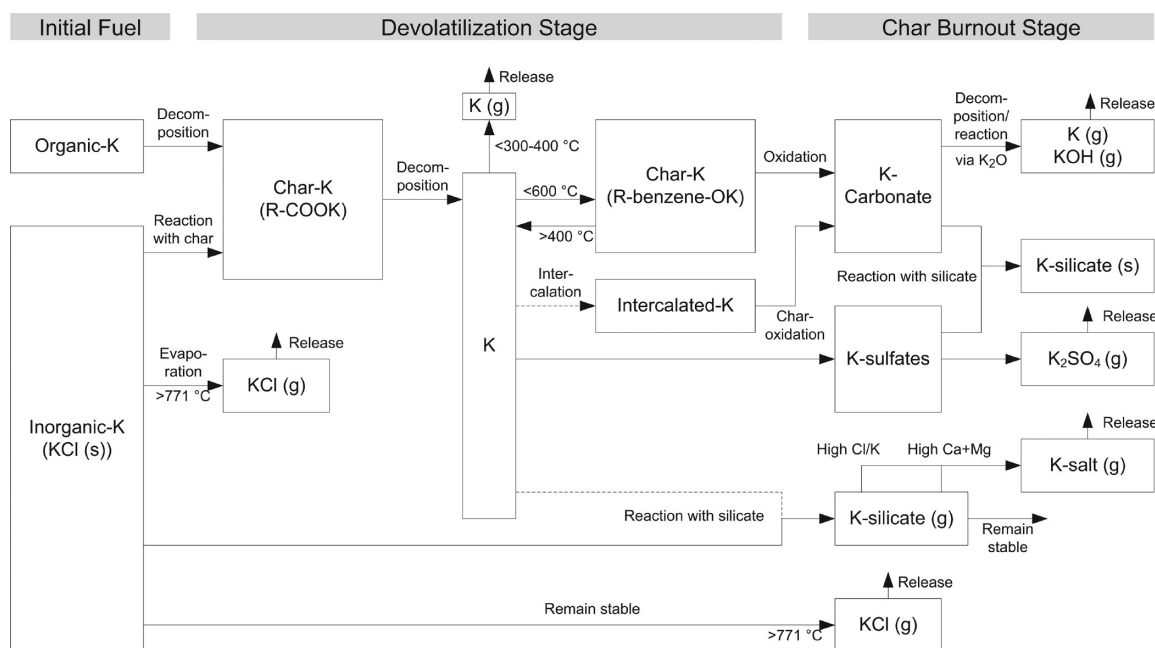 Initial Fuel
Devolatilization Stage
Char Burnout Stage
Release
K (g)
<300-400 °C
Organic-K
Decom-
position
Char-K
(R-COOK)
Decom-
position
<600 °C
>400 °C
Char-K
(R-benzene-OK)
Oxidation
K-
Carbonate
Decom-
position/
reaction
via K₂O
Release
K (g)
KOH (g)
Reaction
with char
Inter-
calation
Intercalated-K
Reaction with silicate
K-silicate (s)
K
Char-
oxidation
K-sulfates
Release
K₂SO₄ (g)
Evapo-
ration
>771 °C
Release
KCl (g)
Inorganic-K
(KCl (s))
High Cl/K
High Ca+Mg
Release
K-salt (g)
Reaction with silicate
K-silicate (g)
Remain
stable
Remain stable
>771 °C
Release
KCl (g)